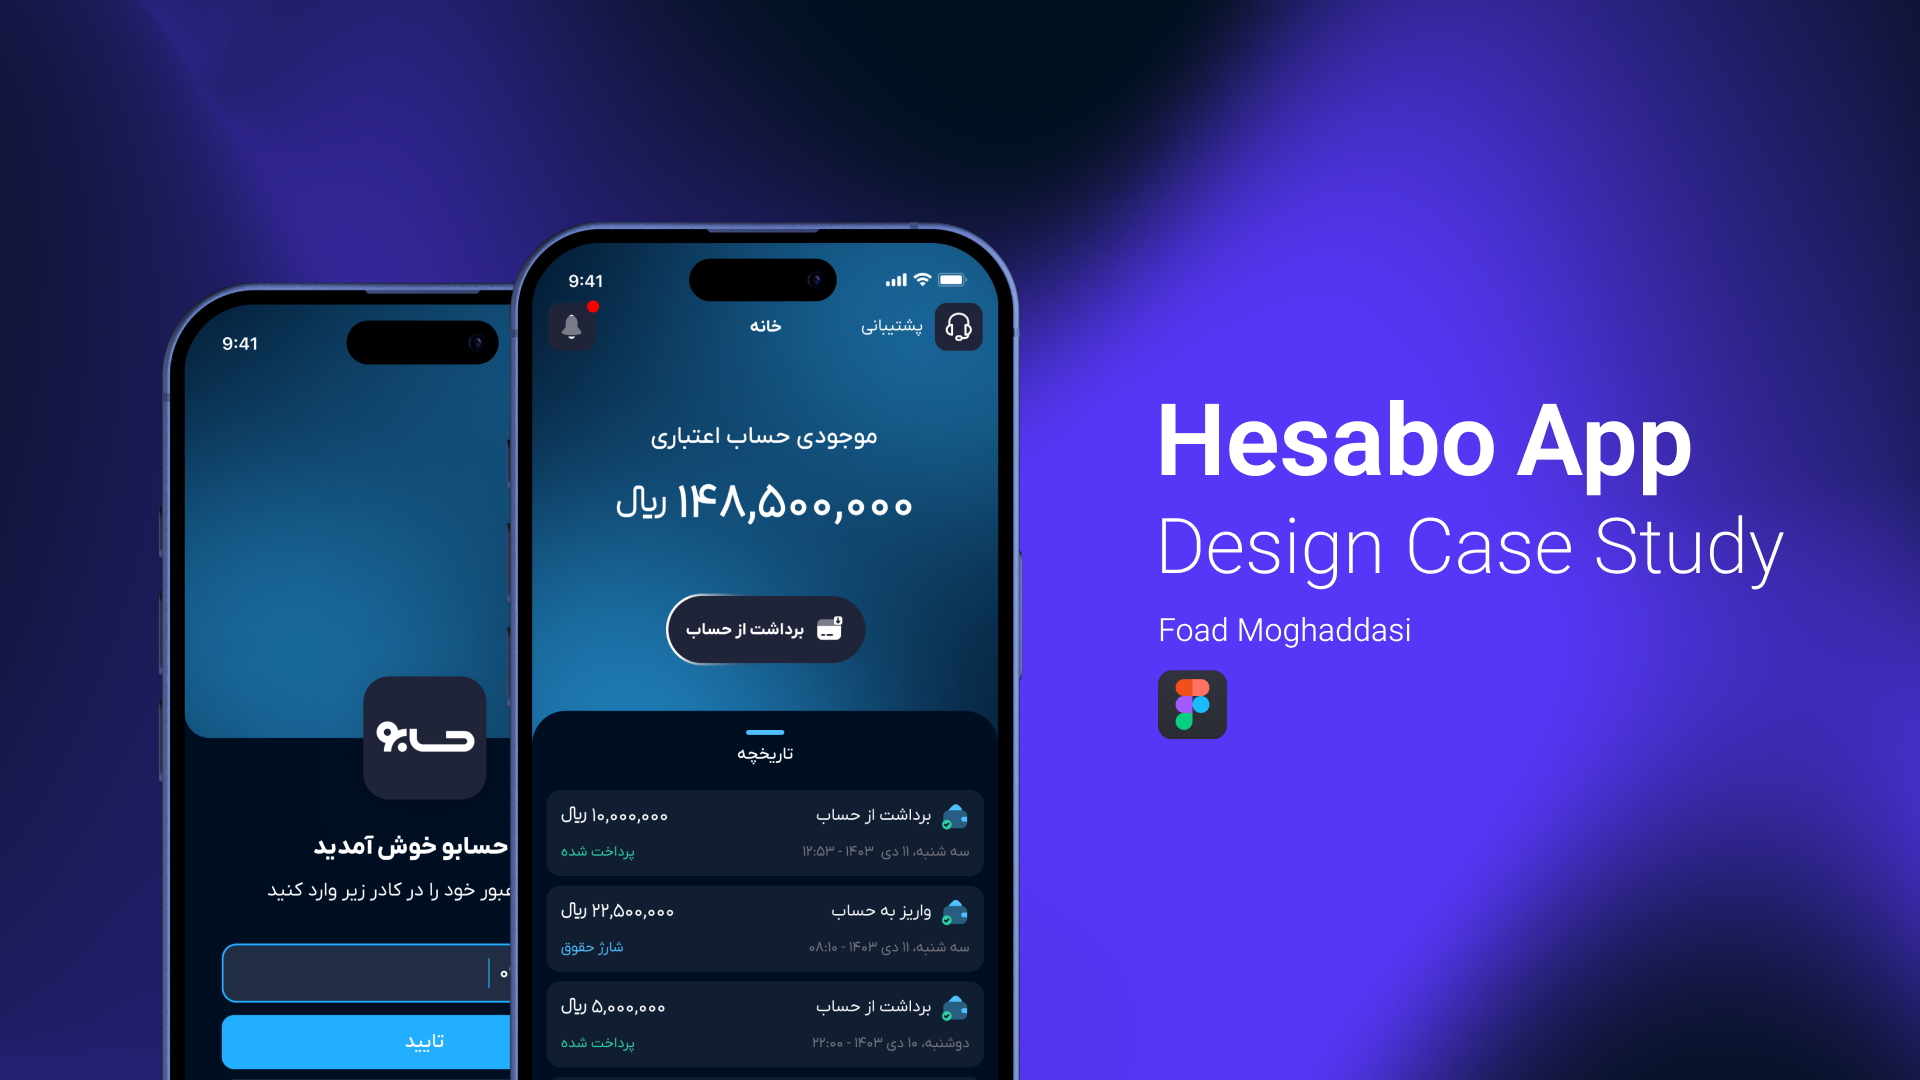 Hesabo App
Design Case Study
Foad Moghaddasi
9:41
خانه
پشتیبانی
موجودی حساب اعتباری
۱۴۸,۵۰۰,۰۰۰ ریال
برداشت از حساب
تاریخچه
برداشت از حساب
۱۰,۰۰۰,۰۰۰ ریال
سه شنبه، ۱۱ دی ۱۴۰۳ - ۱۲:۵۳
پرداخت شده
واریز به حساب
۲۲,۵۰۰,۰۰۰ ریال
سه شنبه، ۱۱ دی ۱۴۰۳ - ۰۸:۱۰
شارژ حقوق
برداشت از حساب
۵,۰۰۰,۰۰۰ ریال
دوشنبه، ۱۰ دی ۱۴۰۳ - ۲۲:۰۰
پرداخت شده
9:41
حسابو
حسابو خوش آمدید
عبور خود را در کادر زیر وارد کنید
تایید